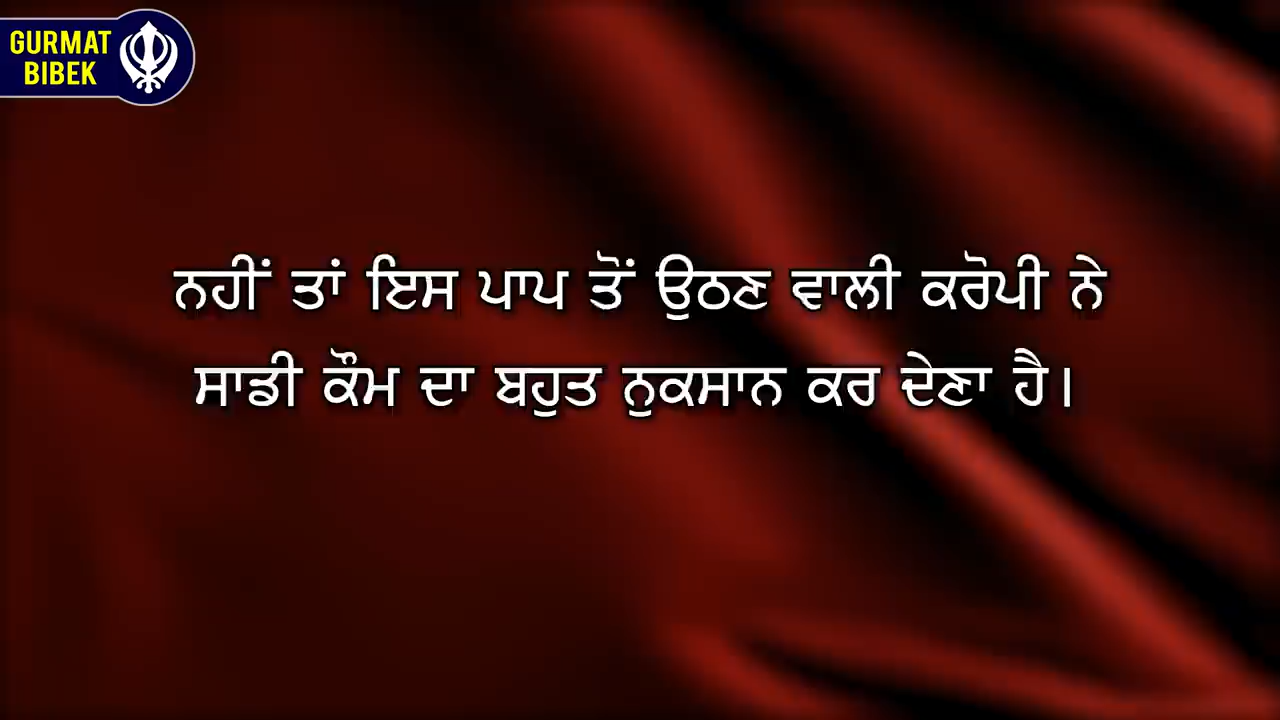 GURMAT
BIBEK
ਨਹੀਂ ਤਾਂ ਇਸ ਪਾਪ ਤੋਂ ਉਠਣ ਵਾਲੀ ਕਰੋਪੀ ਨੇ
ਸਾਡੀ ਕੌਮ ਦਾ ਬਹੁਤ ਨੁਕਸਾਨ ਕਰ ਦੇਣਾ ਹੈ।